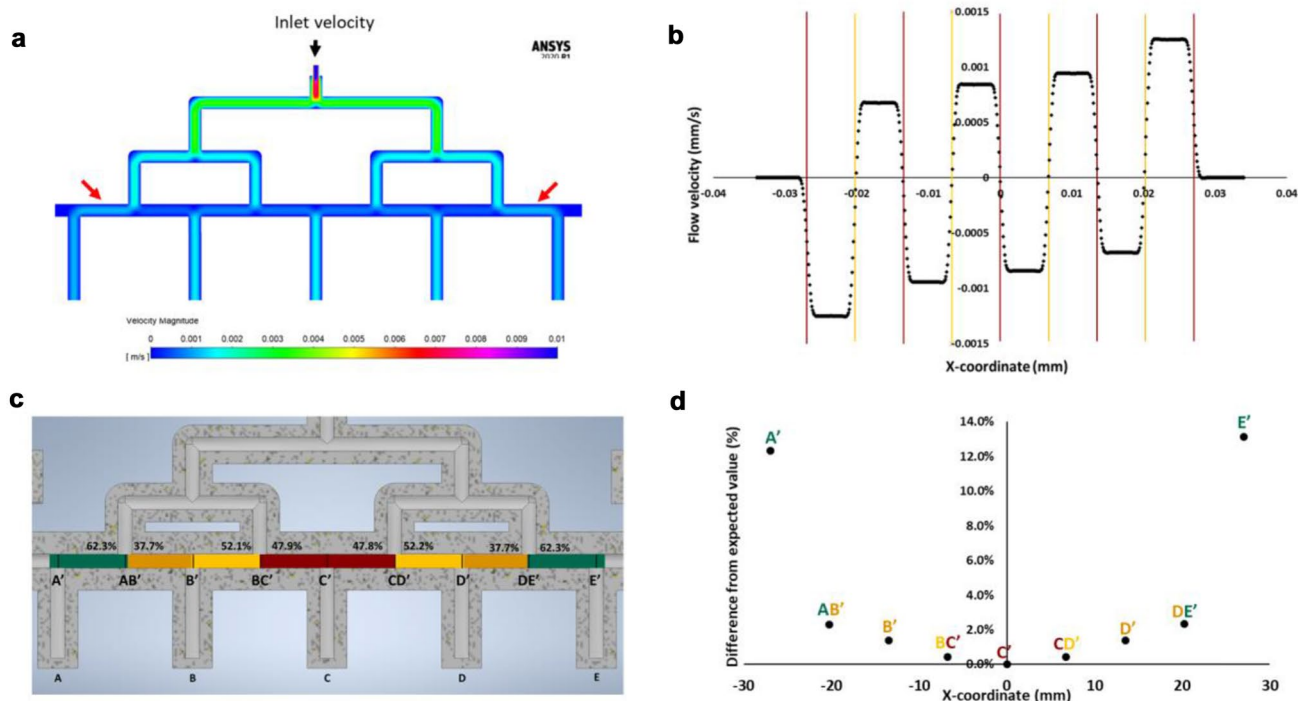 a
Inlet velocity
ANSYS
2020 R1
Velocity Magnitude
0 0.001 0.002 0.003 0.004 0.005 0.006 0.007 0.008 0.009 0.01
[ m/s ]
b
Flow velocity (mm/s)
0.0015
0.001
0.0005
0
-0.0005
-0.001
-0.0015
-0.04 -0.03 -0.02 -0.01 0 0.01 0.02 0.03 0.04
X-coordinate (mm)
c
62.3% 37.7% 52.1% 47.9% 47.8% 52.2% 37.7% 62.3%
A' AB' B' BC' C' CD' D' DE' E'
A B C D E
d
Difference from expected value (%)
14.0%
12.0%
10.0%
8.0%
6.0%
4.0%
2.0%
0.0%
A' E'
AB' DE'
B' D'
BC' C' CD'
-30 -20 -10 0 10 20 30
X-coordinate (mm)